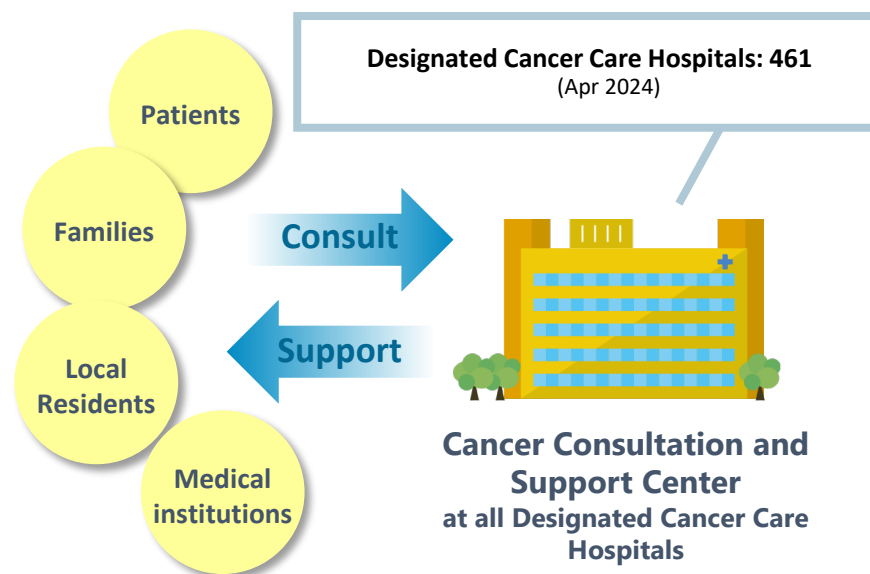 Designated Cancer Care Hospitals: 461
(Apr 2024)
Patients
Families
Local
Residents
Medical
institutions
Consult
Support
Cancer Consultation and
Support Center
at all Designated Cancer Care
Hospitals